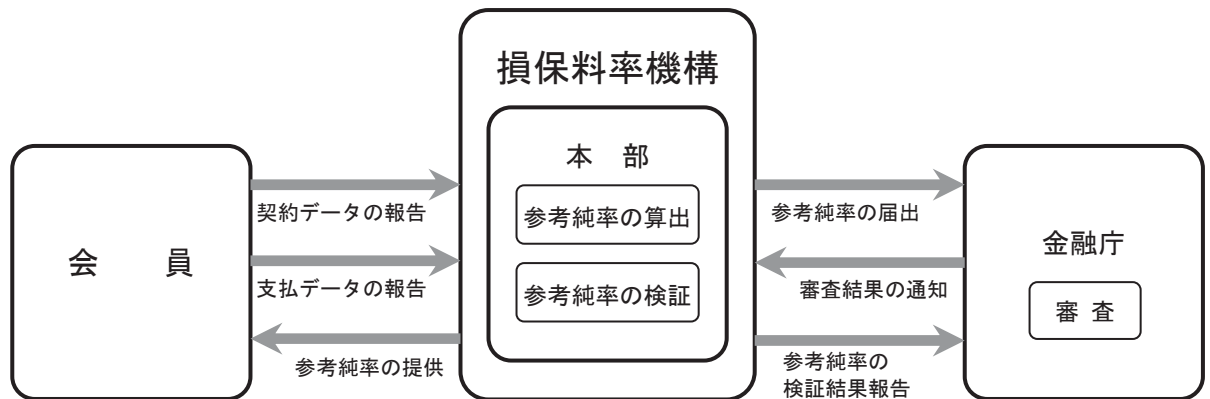 損保料率機構
本 部
参考純率の算出
参考純率の検証
会 員
契約データの報告
支払データの報告
参考純率の提供
参考純率の届出
審査結果の通知
参考純率の
検証結果報告
金融庁
審 査